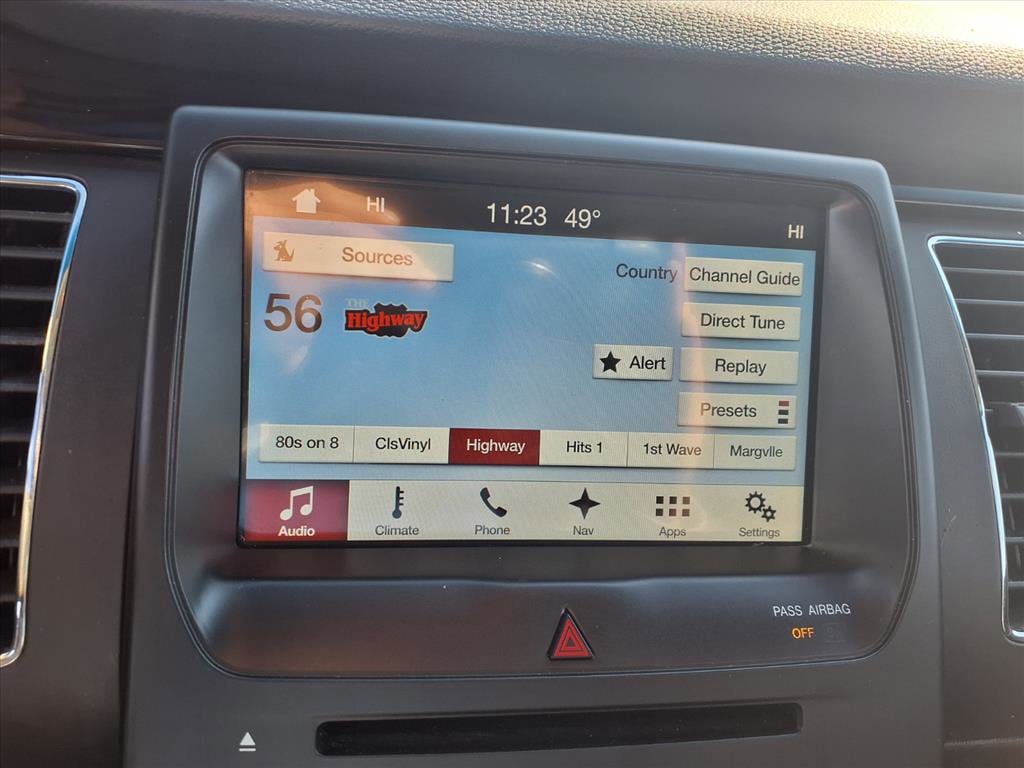 HI
11:23 49°
HI
Sources
Country
Channel Guide
56
THE
Highway
Direct Tune
Alert
Replay
Presets
80s on 8
ClsVinyl
Highway
Hits 1
1st Wave
Margvlle
Audio
Climate
Phone
Nav
Apps
Settings
PASS AIRBAG
OFF